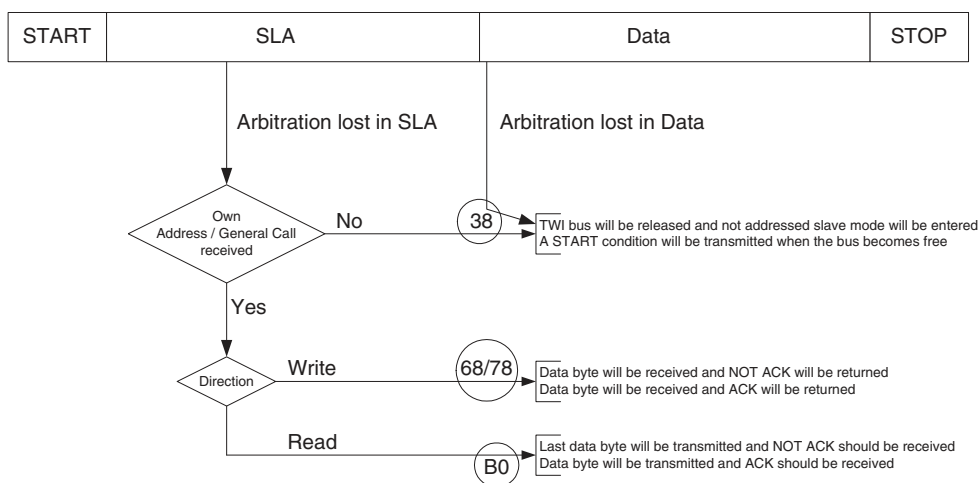 START SLA Data STOP
Arbitration lost in SLA Arbitration lost in Data
Own
Address / General Call
received
No 38
TWI bus will be released and not addressed slave mode will be entered
A START condition will be transmitted when the bus becomes free
Yes
Direction
Write 68/78
Data byte will be received and NOT ACK will be returned
Data byte will be received and ACK will be returned
Read B0
Last data byte will be transmitted and NOT ACK should be received
Data byte will be transmitted and ACK should be received